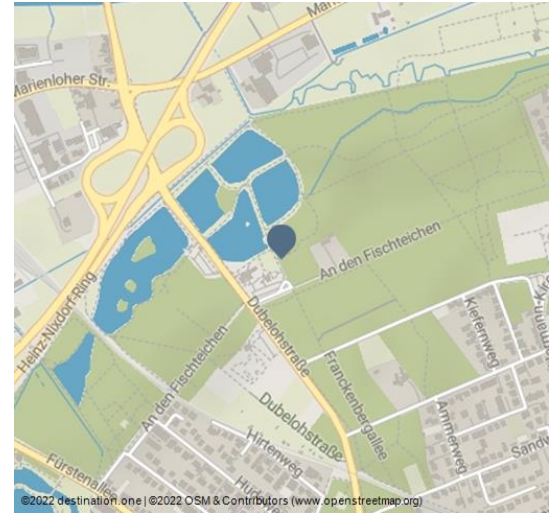 Marienloher Str.
Heinz-Nixdorf-Ring
An den Fischteichen
Dubelohstraße
An den Fischteichen
Franckenbergallee
Kiefernweg
Ammerweg
Dubelohstraße
Hirtenweg
Fürstenallee
©2022 destination.one | ©2022 OSM & Contributors (www.openstreetmap.org)